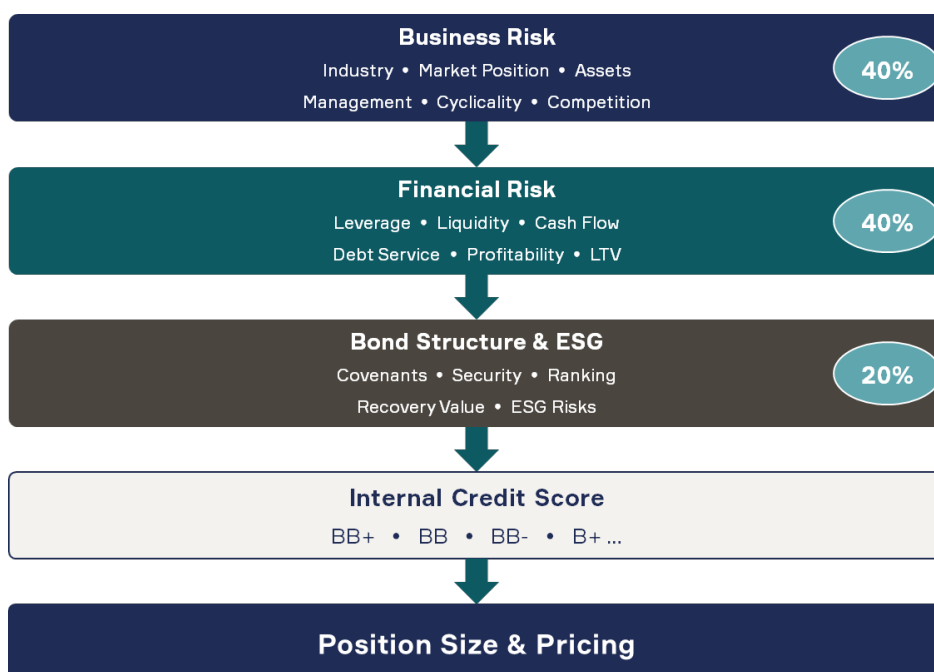 Business Risk
Industry • Market Position • Assets
40%
Management • Cyclicality • Competition
Financial Risk
Leverage • Liquidity • Cash Flow
40%
Debt Service • Profitability • LTV
Bond Structure & ESG
Covenants • Security • Ranking
20%
Recovery Value • ESG Risks
Internal Credit Score
BB+ • BB • BB- • B+ ...
Position Size & Pricing